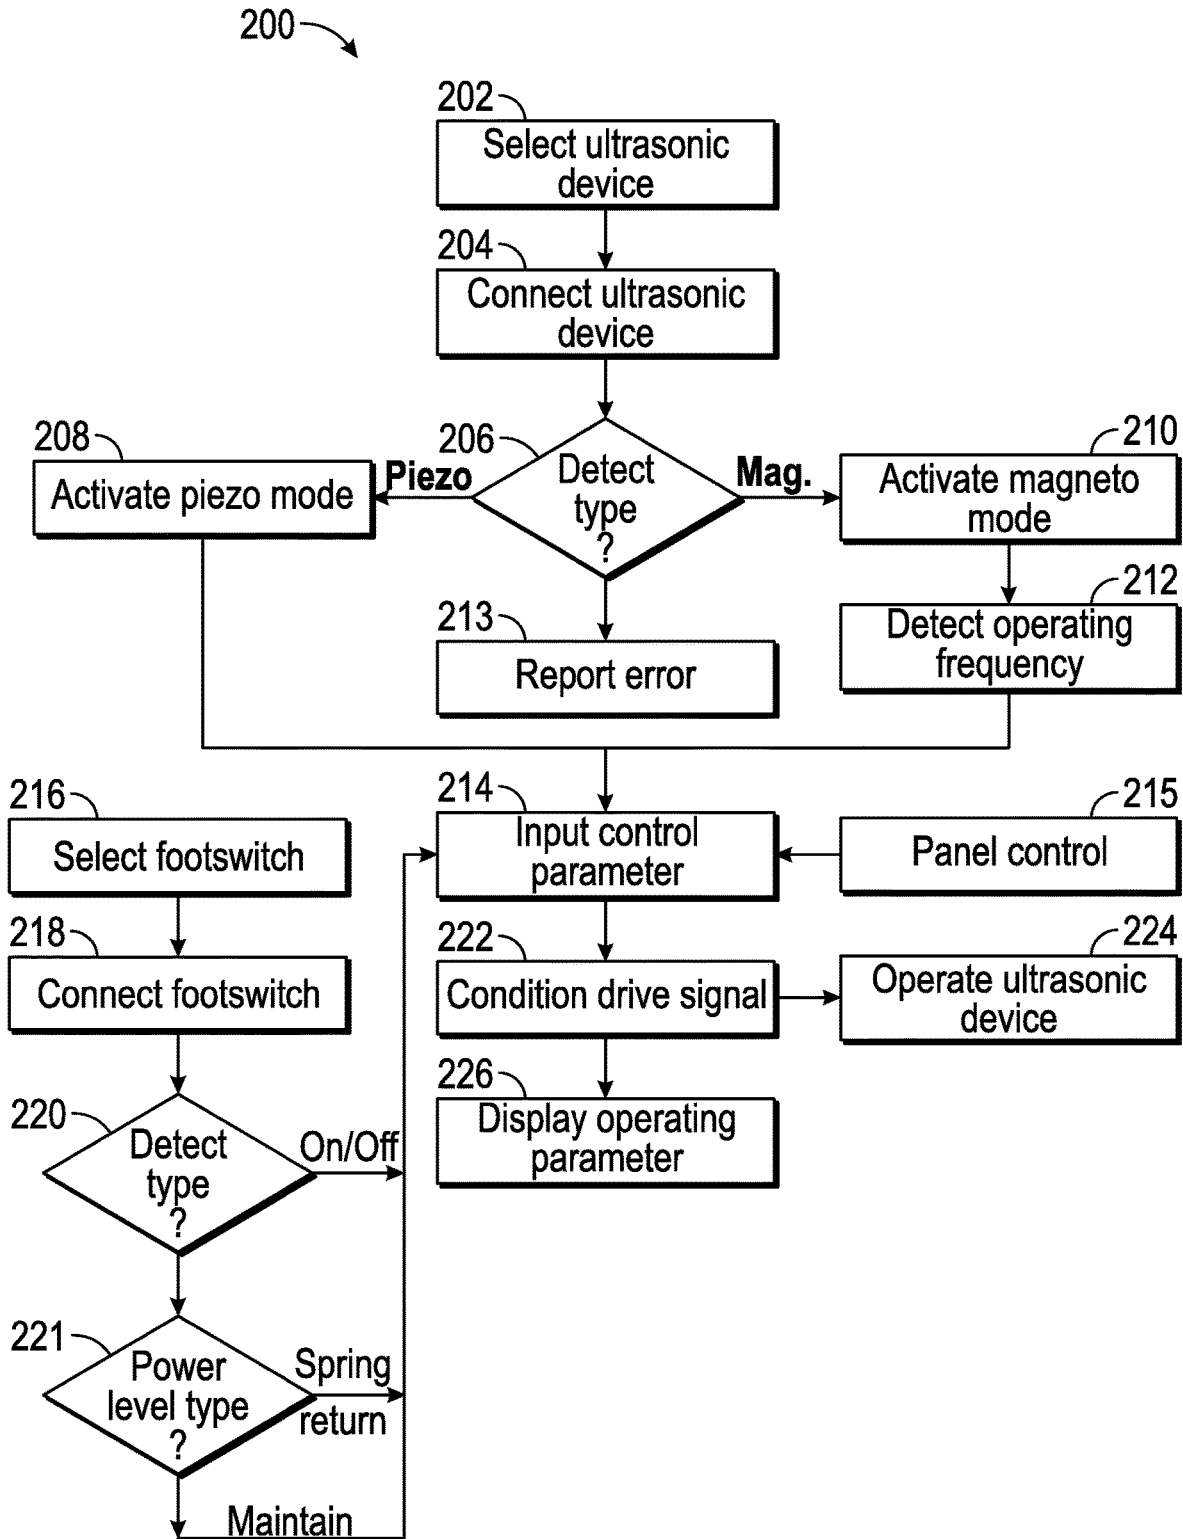 200
202
Select ultrasonic
device
204
Connect ultrasonic
device
206
Detect
type
?
Piezo
Mag.
208
Activate piezo mode
210
Activate magneto
mode
212
Detect operating
frequency
213
Report error
214
Input control
parameter
215
Panel control
216
Select footswitch
218
Connect footswitch
220
Detect
type
?
On/Off
221
Power
level type
?
Spring
return
Maintain
222
Condition drive signal
224
Operate ultrasonic
device
226
Display operating
parameter